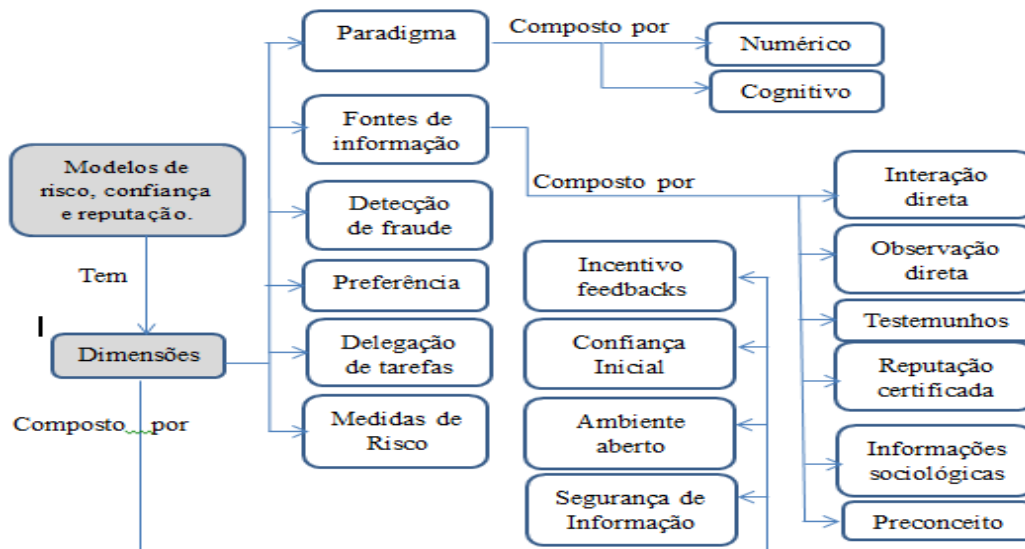 Paradigma
Composto por
Numérico
Cognitivo
Fontes de
informação
Modelos de
risco, confiança
e reputação.
Composto por
Interação
direta
Detecção
de fraude
Observação
direta
Incentivo
feedbacks
Tem
Preferência
Testemunhos
Dimensões
Delegação
de tarefas
Confiança
Inicial
Reputação
certificada
Composto por
Medidas de
Risco
Ambiente
aberto
Informações
sociológicas
Segurança de
Informação
Preconceito